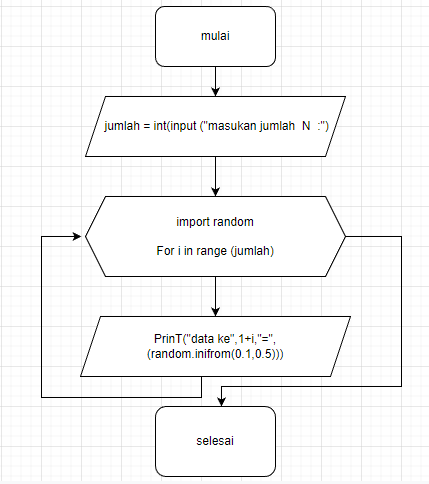 mulai
jumlah = int(input ("masukan jumlah  N  :")
import random
For i in range (jumlah)
PrinT("data ke",1+i,"=",
(random.inifrom(0.1,0.5)))
selesai